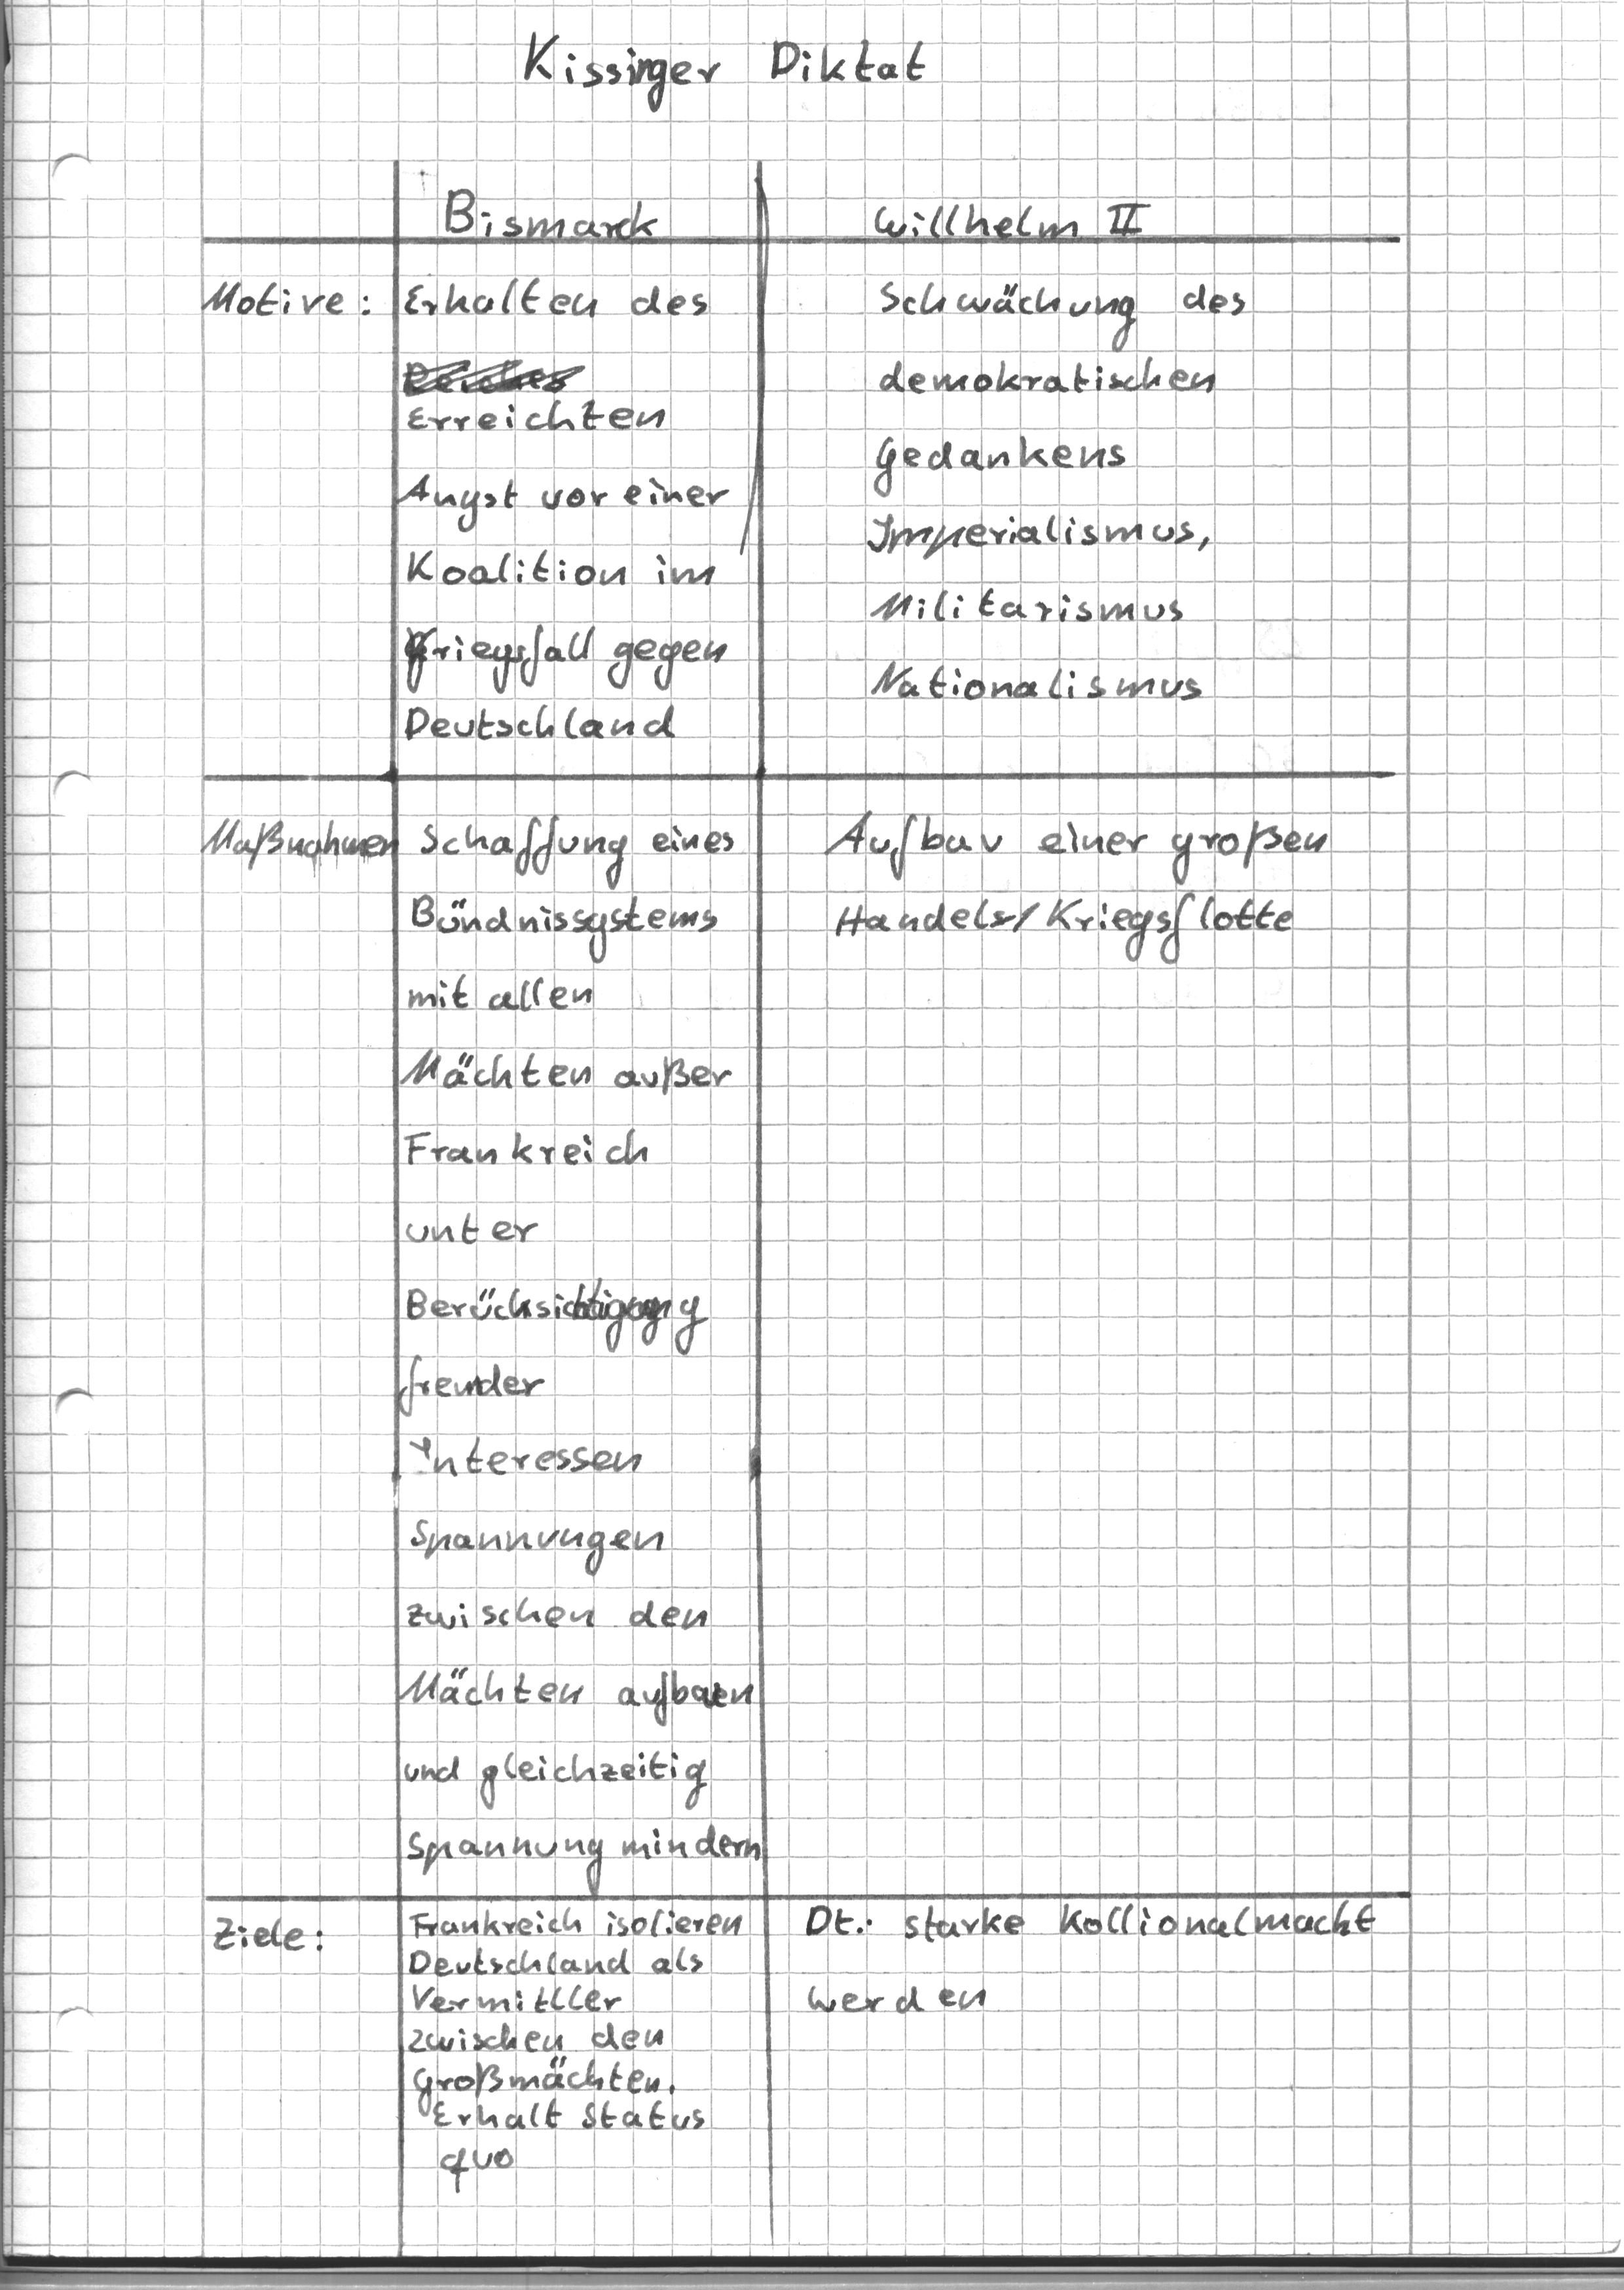 Kissinger Diktat
Bismarck
Willhelm II
Motive:
Erhalten des
Erreichten
Angst vor einer
Koalition im
Kriegsfall gegen
Deutschland
Schwächung des
demokratischen
Gedankens
Imperialismus,
Militarismus
Nationalismus
Maßnahmen
Schaffung eines
Bündnissystems
mit allen
Mächten außer
Frankreich
unter
Berücksichtigung
fremder
Interessen
Spannungen
zwischen den
Mächten aufbauen
und gleichzeitig
Spannung mindern
Aufbau einer großen
Handels/Kriegsflotte
Ziele:
Frankreich isolieren
Deutschland als
Vermittler
zwischen den
Großmächten.
Erhalt Status
quo
Dt.: starke Kollionalmacht
werden